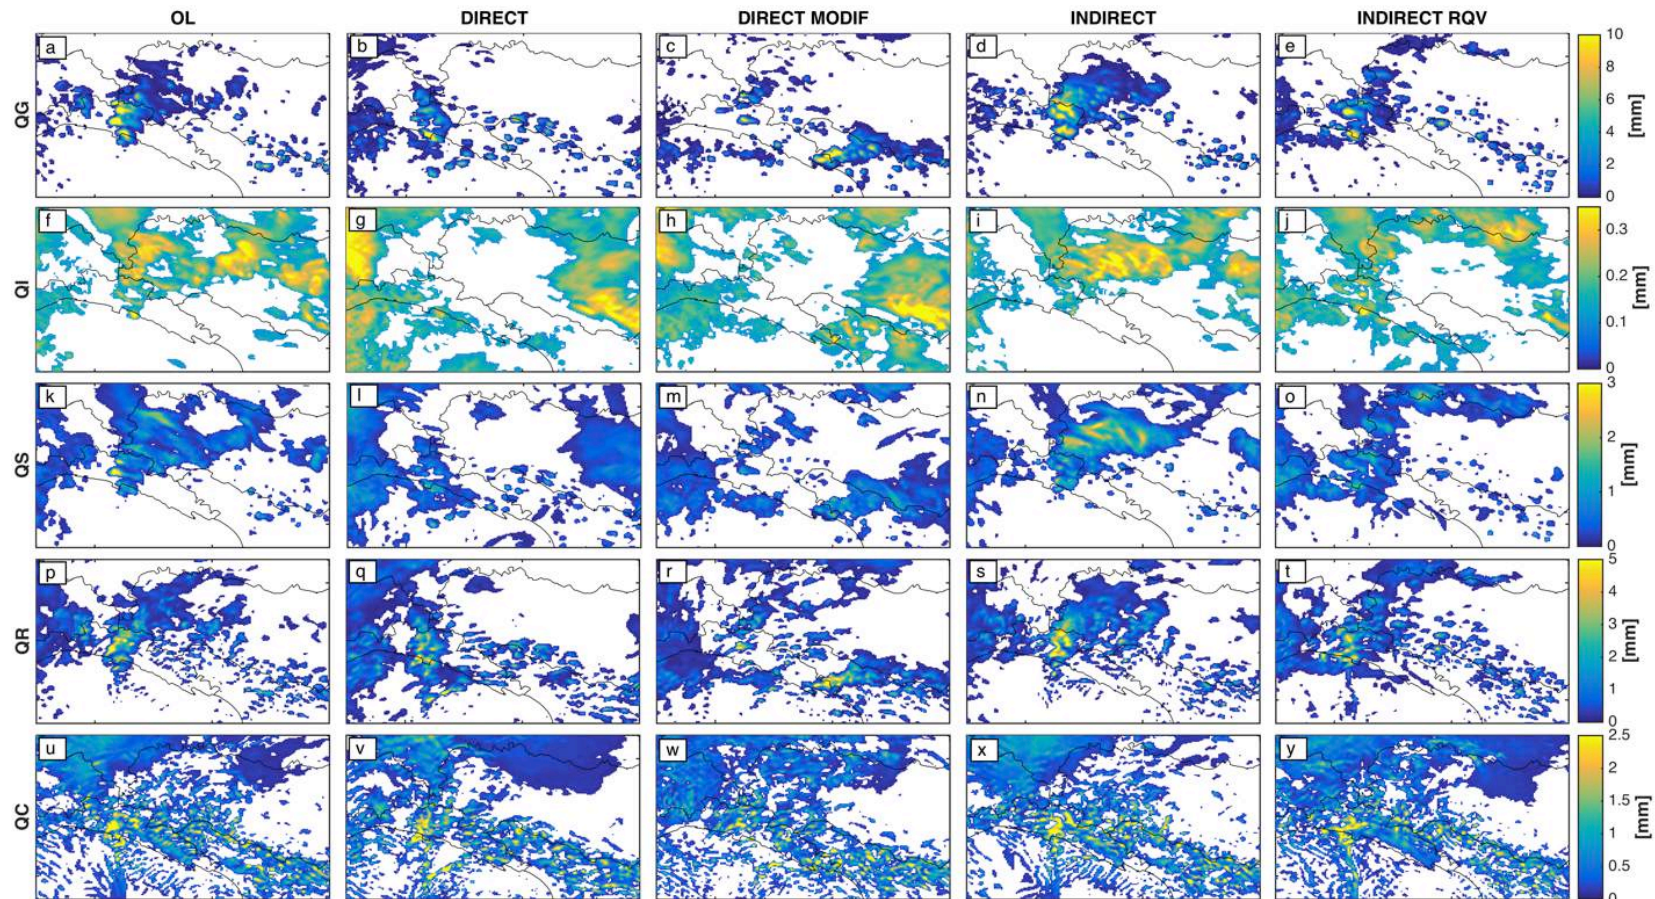 OL DIRECT DIRECT MODIF INDIRECT INDIRECT RQV
QG a b c d e 10 8 6 4 2 0 [mm]
QI f g h i j 0.3 0.2 0.1 0 [mm]
QS k l m n o 3 2 1 0 [mm]
QR p q r s t 5 4 3 2 1 0 [mm]
QC u v w x y 2.5 2 1.5 1 0.5 0 [mm]